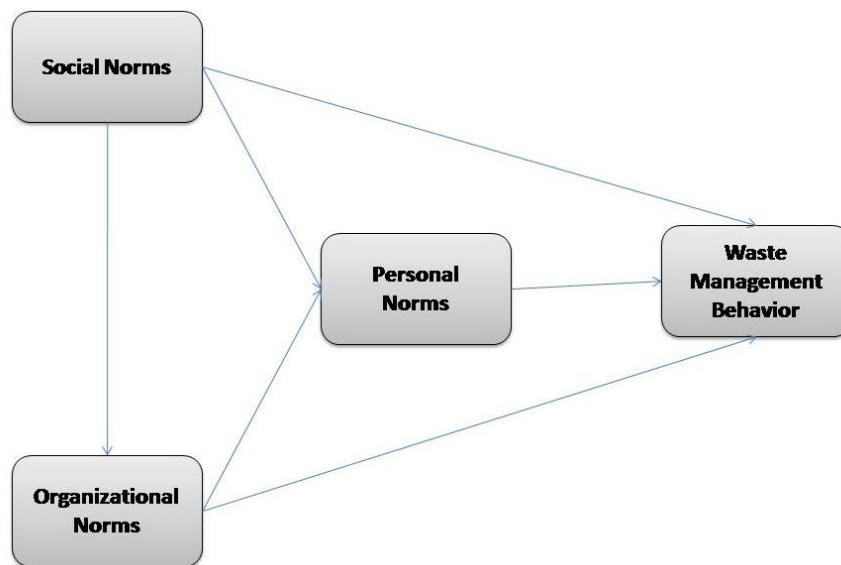 Social Norms
Personal
Norms
Waste
Management
Behavior
Organizational
Norms